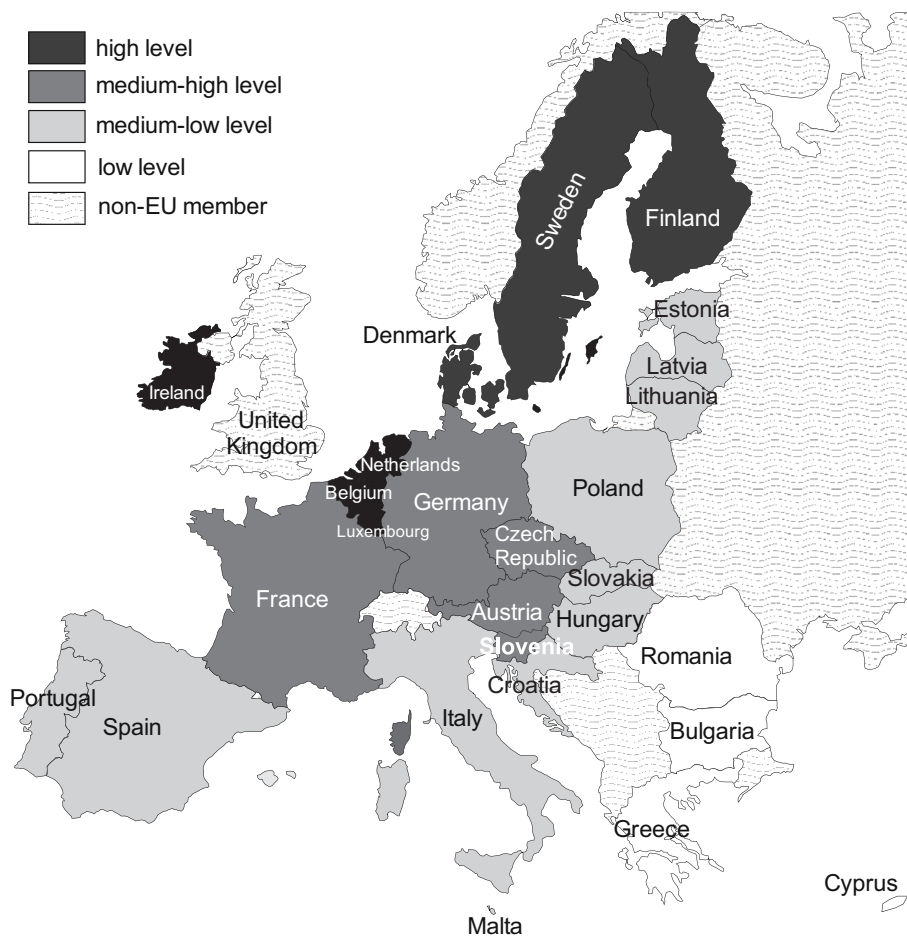 high level
medium-high level
medium-low level
low level
non-EU member
Sweden
Finland
Estonia
Denmark
Latvia
Ireland
Lithuania
United
Kingdom
Netherlands
Belgium
Poland
Germany
Luxembourg
Czech
Republic
Slovakia
France
Austria
Hungary
Slovenia
Romania
Croatia
Portugal
Spain
Italy
Bulgaria
Greece
Cyprus
Malta